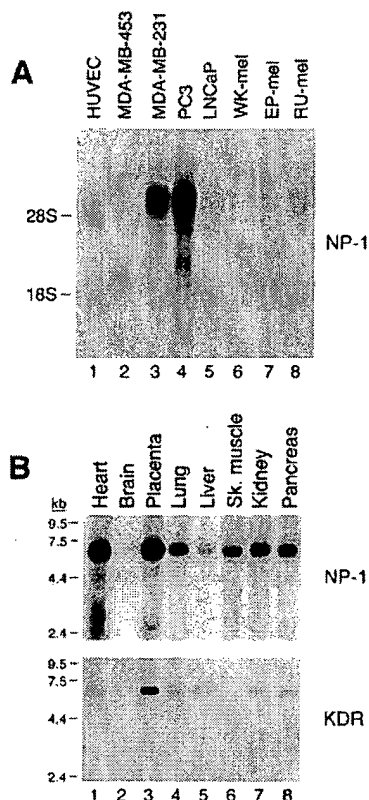 A
HUVEC MDA-MB-453 MDA-MB-231 PC3 LNCaP WK-mel EP-mel RU-mel
28S
18S
NP-1
1 2 3 4 5 6 7 8
B
kb
Heart Brain Placenta Lung Liver Sk. muscle Kidney Pancreas
9.5
7.5
4.4
2.4
NP-1
9.5
7.5
4.4
2.4
KDR
1 2 3 4 5 6 7 8